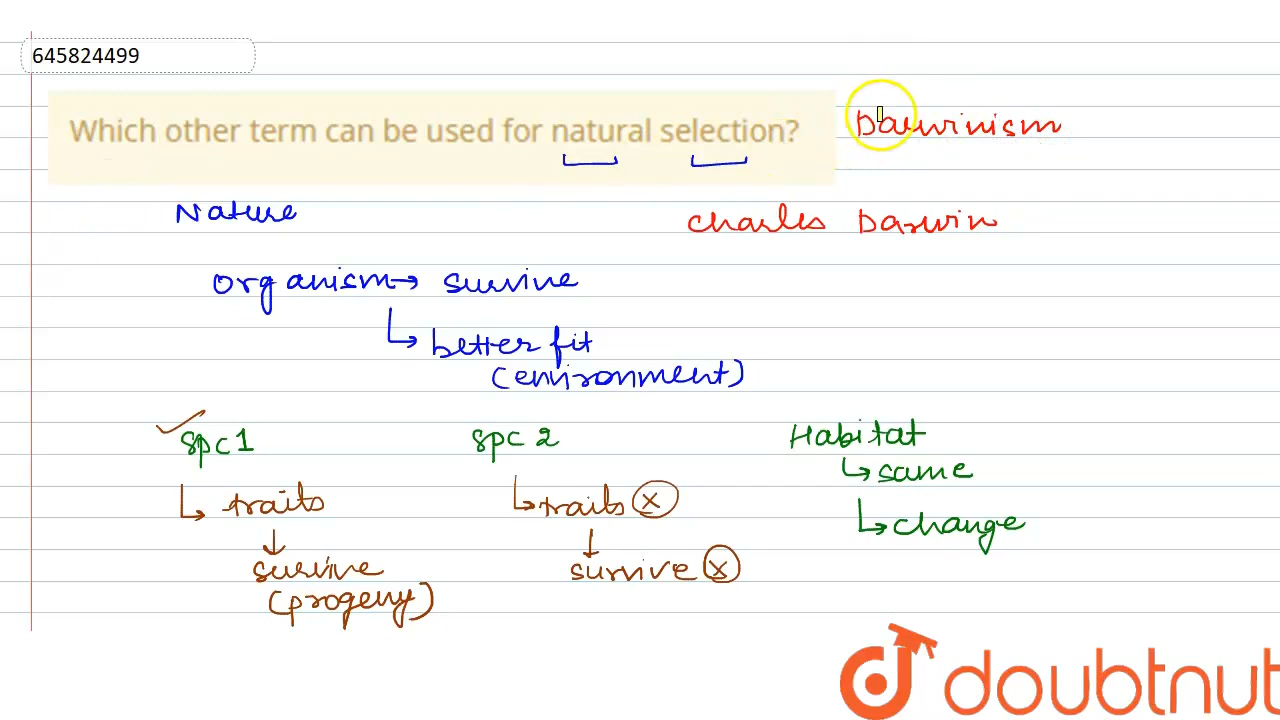 645824499
Which other term can be used for natural selection?
Darwinism
Nature
Charles Darwin
Organism → survive
↳ better fit
(environment)
✓ spc 1
spc 2
Habitat
↳ same
↳ change
↳ traits
↳ traits ⓧ
↓
↓
survive
(progeny)
survive ⓧ
doubtnut